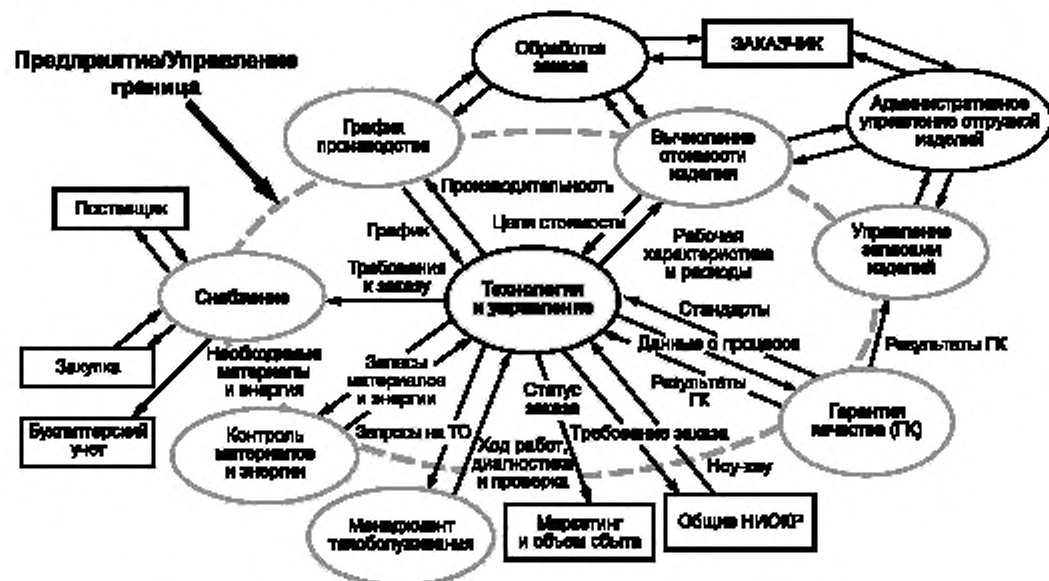 Предприятие/Управление
граница
Обработка
заказа
ЗАКАЗЧИК
Административное
управление отгрузкой
изделий
График
производства
Вычисление
стоимости
изделия
Производительность
Поставщик
График
Цели стоимости
Рабочая
характеристика
и расходы
Управление
запасами
изделий
Снабжение
Требования
к заказу
Технология
и управление
Стандарты
Данные о процессе
Результаты ГК
Закупка
Необходимые
материалы
и энергия
Запасы
материалов
и энергии
Статус
заказа
Результаты
ГК
Гарантия
качества (ГК)
Бухгалтерский
учет
Контроль
материалов
и энергии
Запросы на ТО
Ход работ,
диагностика
и проверка
Требование заказа
Ноу-хау
Менеджмент
Маркетинг
и объем сбыта
Общие НИОКР